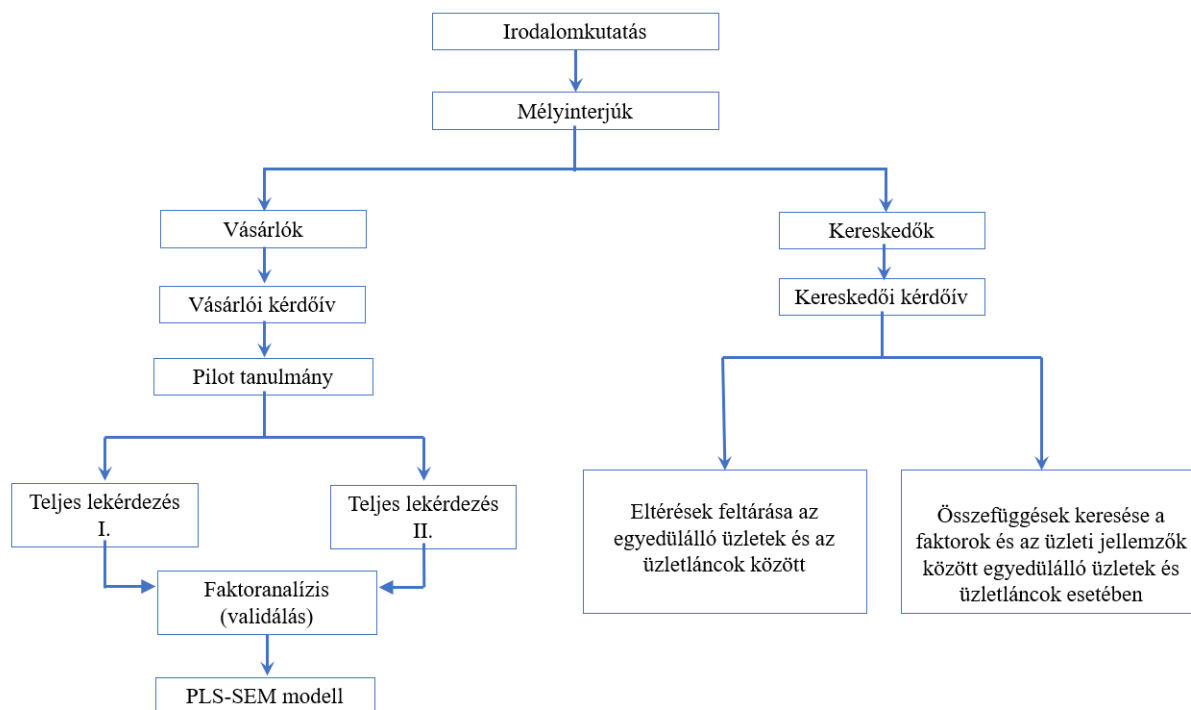 Irodalomkutatás
Mélyinterjúk
Vásárlók
Kereskedők
Vásárlói kérdőív
Kereskedői kérdőív
Pilot tanulmány
Teljes lekérdezés
I.
Teljes lekérdezés
II.
Eltérések feltárása az
egyedülálló üzletek és az
üzletláncok között
Összefüggések keresése a
faktorok és az üzleti jellemzők
között egyedülálló üzletek és
üzletláncok esetében
Faktoranalízis
(validálás)
PLS-SEM modell